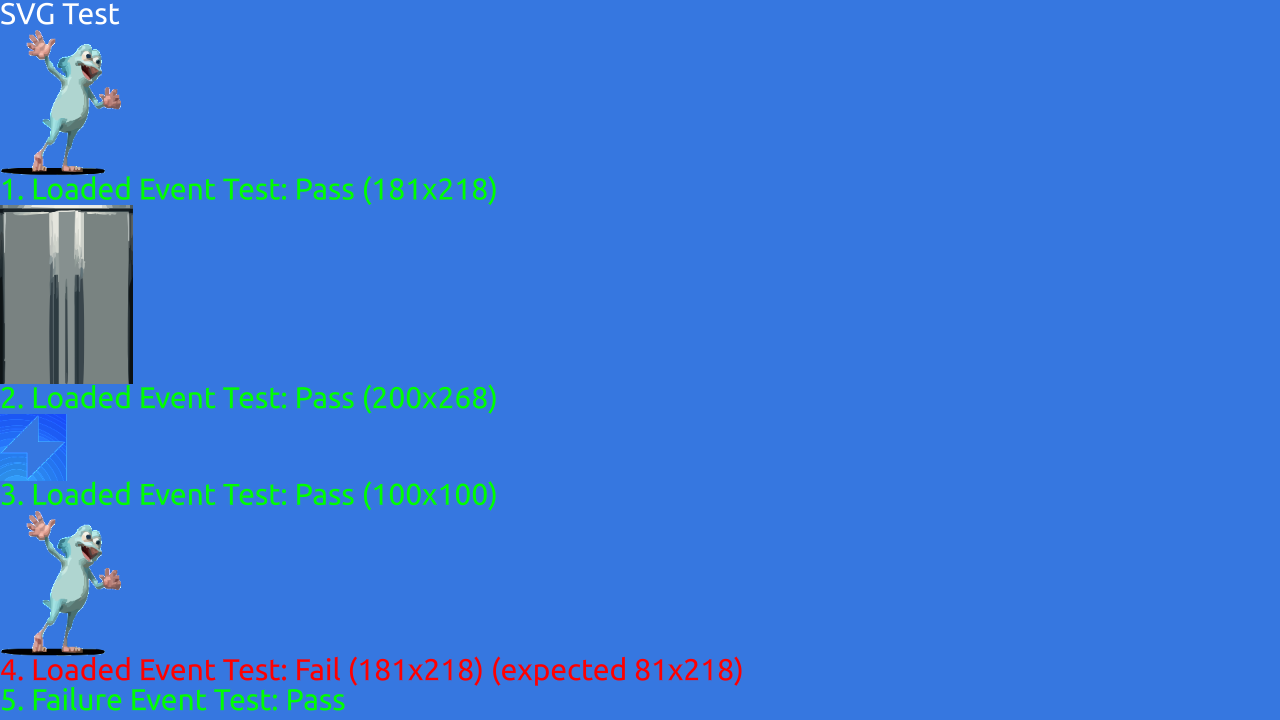 SVG Test
1. Loaded Event Test: Pass (181x218)
2. Loaded Event Test: Pass (200x268)
3. Loaded Event Test: Pass (100x100)
4. Loaded Event Test: Fail (181x218) (expected 81x218)
5. Failure Event Test: Pass